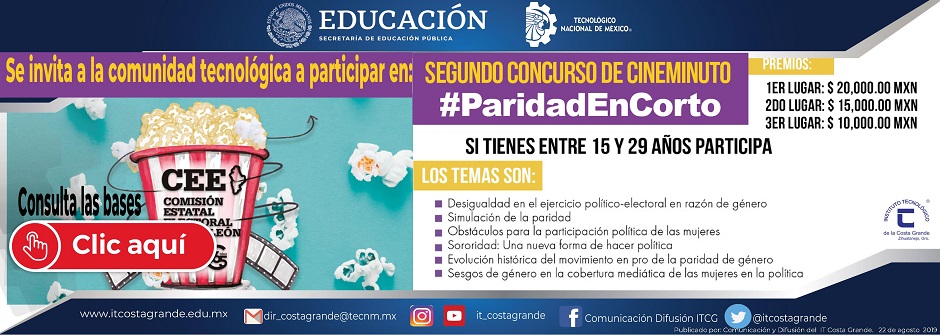 EDUCACIÓN
SECRETARÍA DE EDUCACIÓN PÚBLICA
TECNOLÓGICO
NACIONAL DE MÉXICO®
Se invita a la comunidad tecnológica a participar en:
SEGUNDO CONCURSO DE CINEMINUTO
#ParidadEnCorto
PREMIOS:
1ER LUGAR: $ 20,000.00 MXN
2DO LUGAR: $ 15,000.00 MXN
3ER LUGAR: $ 10,000.00 MXN
SI TIENES ENTRE 15 Y 29 AÑOS PARTICIPA
LOS TEMAS SON:
Desigualdad en el ejercicio político-electoral en razón de género
Simulación de la paridad
Obstáculos para la participación política de las mujeres
Sororidad: Una nueva forma de hacer política
Evolución histórica del movimiento en pro de la paridad de género
Sesgos de género en la cobertura mediática de las mujeres en la política
CEE
COMISIÓN
ESTATAL
Consulta las bases
Clic aquí
INSTITUTO TECNOLÓGICO
de la Costa Grande
Zihuatanejo, Gro.
www.itcostagrande.edu.mx
dir_costagrande@tecnm.mx
it_costagrande
Comunicación Difusión ITCG
@itcostagrande
Publicado por: Comunicación y Difusión del IT Costa Grande. 22 de agosto 2019